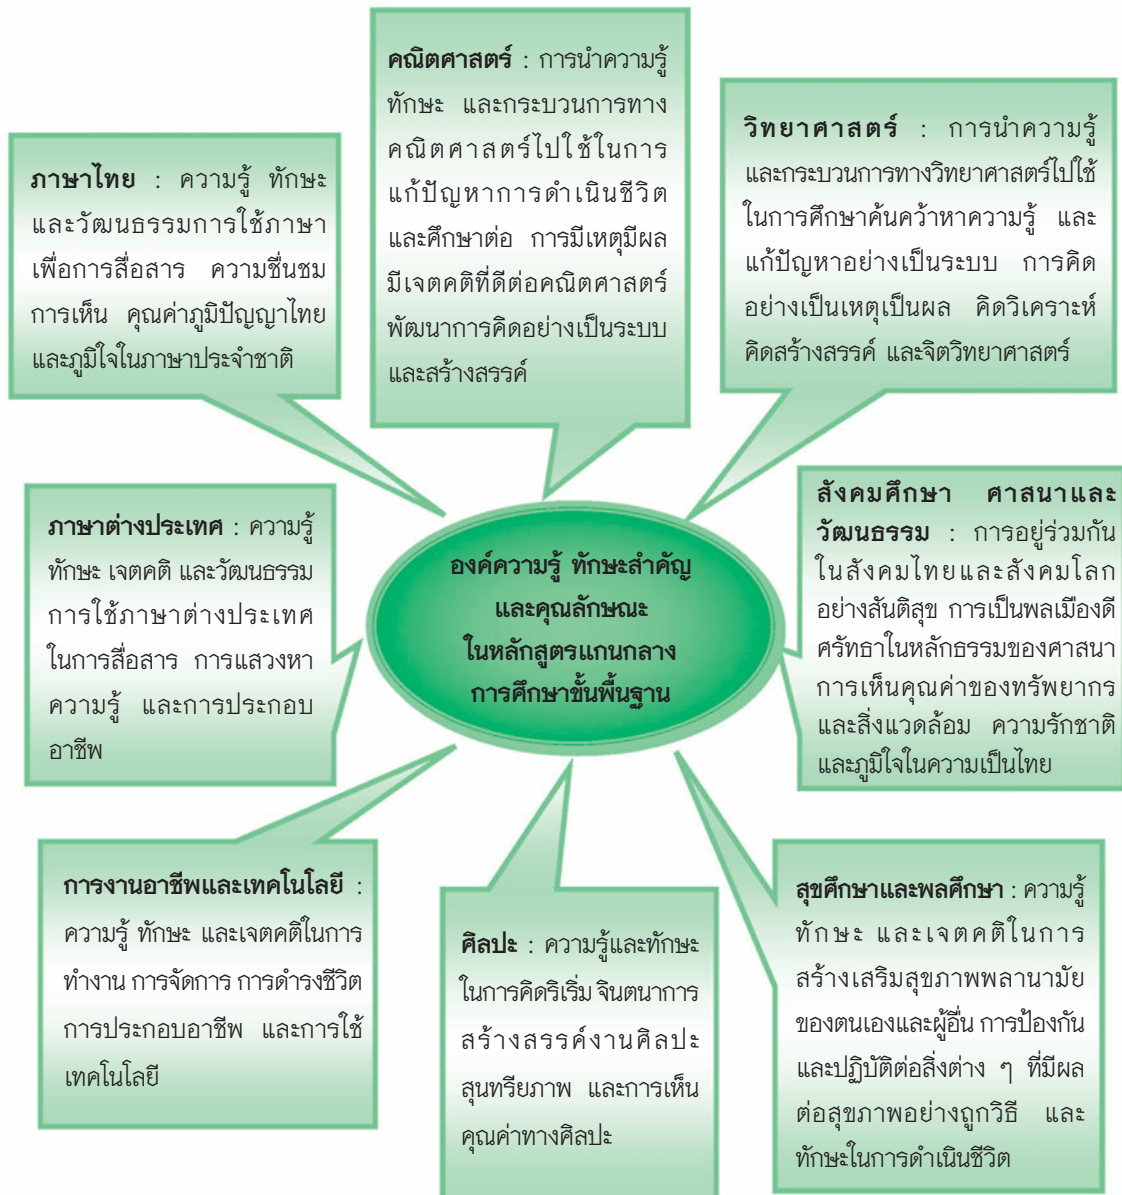 คณิตศาสตร์ : การนำความรู้
ทักษะ และกระบวนการทาง
คณิตศาสตร์ไปใช้ในการ
แก้ปัญหาการดำเนินชีวิต
และศึกษาต่อ การมีเหตุมีผล
มีเจตคติที่ดีต่อคณิตศาสตร์
พัฒนาการคิดอย่างเป็นระบบ
และสร้างสรรค์
วิทยาศาสตร์ : การนำความรู้
และกระบวนการทางวิทยาศาสตร์ไปใช้
ในการศึกษาค้นคว้าหาความรู้ และ
แก้ปัญหาอย่างเป็นระบบ การคิด
อย่างเป็นเหตุเป็นผล คิดวิเคราะห์
คิดสร้างสรรค์ และจิตวิทยาศาสตร์
ภาษาไทย : ความรู้ ทักษะ
และวัฒนธรรมการใช้ภาษา
เพื่อการสื่อสาร ความชื่นชม
การเห็น คุณค่าภูมิปัญญาไทย
และภูมิใจในภาษาประจำชาติ
ภาษาต่างประเทศ : ความรู้
ทักษะ เจตคติ และวัฒนธรรม
การใช้ภาษาต่างประเทศ
ในการสื่อสาร การแสวงหา
ความรู้ และการประกอบ
อาชีพ
องค์ความรู้ ทักษะสำคัญ
และคุณลักษณะ
ในหลักสูตรแกนกลาง
การศึกษาขั้นพื้นฐาน
สังคมศึกษา ศาสนาและ
วัฒนธรรม : การอยู่ร่วมกัน
ในสังคมไทยและสังคมโลก
อย่างสันติสุข การเป็นพลเมืองดี
ศรัทธาในหลักธรรมของศาสนา
การเห็นคุณค่าของทรัพยากร
และสิ่งแวดล้อม ความรักชาติ
และภูมิใจในความเป็นไทย
การงานอาชีพและเทคโนโลยี :
ความรู้ ทักษะ และเจตคติในการ
ทำงาน การจัดการ การดำรงชีวิต
การประกอบอาชีพ และการใช้
เทคโนโลยี
ศิลปะ : ความรู้และทักษะ
ในการคิดริเริ่ม จินตนาการ
สร้างสรรค์งานศิลปะ
สุนทรียภาพ และการเห็น
คุณค่าทางศิลปะ
สุขศึกษาและพลศึกษา : ความรู้
ทักษะ และเจตคติในการ
สร้างเสริมสุขภาพพลานามัย
ของตนเองและผู้อื่น การป้องกัน
และปฏิบัติต่อสิ่งต่าง ๆ ที่มีผล
ต่อสุขภาพอย่างถูกวิธี และ
ทักษะในการดำเนินชีวิต